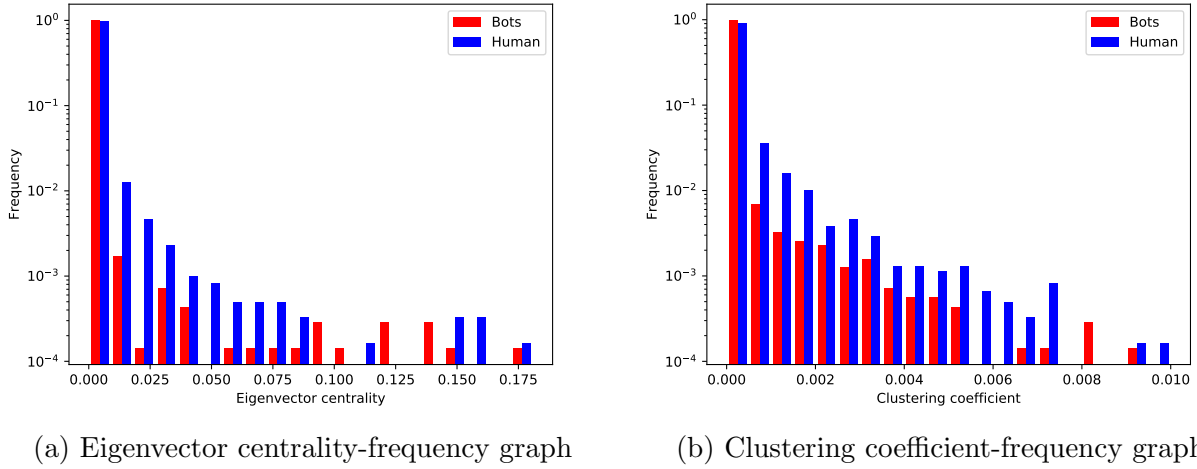 10⁰
10⁻¹
10⁻²
10⁻³
10⁻⁴
Frequency
Bots
Human
0.000 0.025 0.050 0.075 0.100 0.125 0.150 0.175
Eigenvector centrality
(a) Eigenvector centrality-frequency graph
10⁰
10⁻¹
10⁻²
10⁻³
10⁻⁴
Frequency
Bots
Human
0.000 0.002 0.004 0.006 0.008 0.010
Clustering coefficient
(b) Clustering coefficient-frequency graph